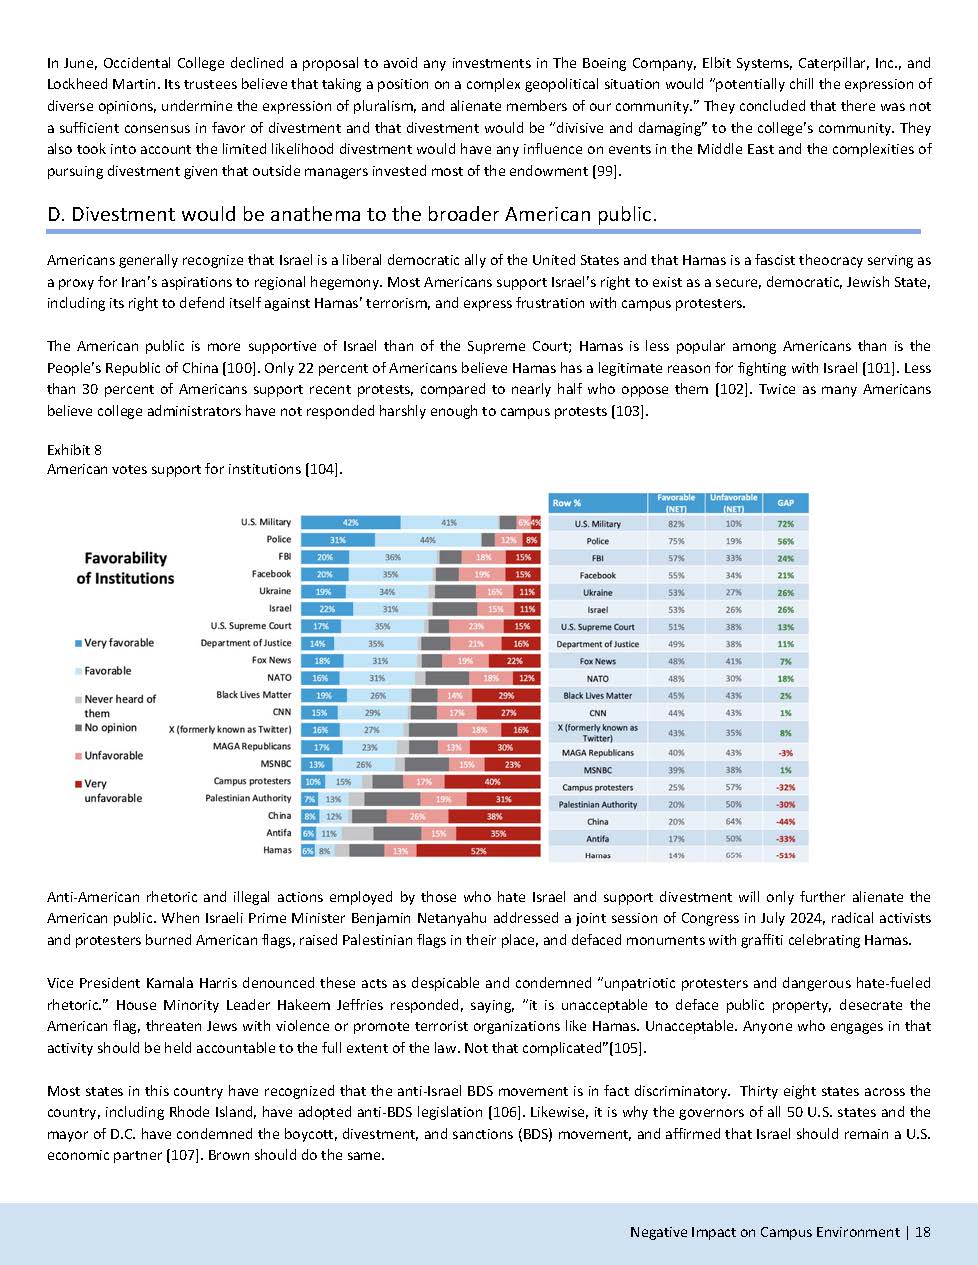 In June, Occidental College declined a proposal to avoid any investments in The Boeing Company, Elbit Systems, Caterpillar, Inc., and
Lockheed Martin. Its trustees believe that taking a position on a complex geopolitical situation would “potentially chill the expression of
diverse opinions, undermine the expression of pluralism, and alienate members of our community.” They concluded that there was not
a sufficient consensus in favor of divestment and that divestment would be “divisive and damaging” to the college’s community. They
also took into account the limited likelihood divestment would have any influence on events in the Middle East and the complexities of
pursuing divestment given that outside managers invested most of the endowment [99].
D. Divestment would be anathema to the broader American public.
Americans generally recognize that Israel is a liberal democratic ally of the United States and that Hamas is a fascist theocracy serving as
a proxy for Iran’s aspirations to regional hegemony. Most Americans support Israel’s right to exist as a secure, democratic, Jewish State,
including its right to defend itself against Hamas’ terrorism, and express frustration with campus protesters.
The American public is more supportive of Israel than of the Supreme Court; Hamas is less popular among Americans than is the
People’s Republic of China [100]. Only 22 percent of Americans believe Hamas has a legitimate reason for fighting with Israel [101]. Less
than 30 percent of Americans support recent protests, compared to nearly half who oppose them [102]. Twice as many Americans
believe college administrators have not responded harshly enough to campus protests [103].
Exhibit 8
American votes support for institutions [104].
Favorability
of Institutions
Very favorable
Favorable
Never heard of
them
No opinion
Unfavorable
Very
unfavorable
U.S. Military 42% 41% 6% 4%
Police 31% 44% 12% 8%
FBI 20% 36% 18% 15%
Facebook 20% 35% 19% 15%
Ukraine 19% 34% 16% 11%
Israel 22% 31% 15% 11%
U.S. Supreme Court 17% 35% 23% 15%
Department of Justice 14% 35% 21% 16%
Fox News 18% 31% 19% 22%
NATO 16% 31% 18% 12%
Black Lives Matter 19% 26% 14% 29%
CNN 15% 29% 17% 27%
X (formerly known as Twitter) 16% 27% 18% 16%
MAGA Republicans 17% 23% 13% 30%
MSNBC 13% 26% 15% 23%
Campus protesters 10% 15% 17% 40%
Palestinian Authority 7% 13% 19% 31%
China 8% 12% 26% 38%
Antifa 6% 11% 15% 35%
Hamas 6% 8% 13% 52%
Row % Favorable (NET) Unfavorable (NET) GAP
U.S. Military 82% 10% 72%
Police 75% 19% 56%
FBI 57% 33% 24%
Facebook 55% 34% 21%
Ukraine 53% 27% 26%
Israel 53% 26% 26%
U.S. Supreme Court 51% 38% 13%
Department of Justice 49% 38% 11%
Fox News 48% 41% 7%
NATO 48% 30% 18%
Black Lives Matter 45% 43% 2%
CNN 44% 43% 1%
X (formerly known as Twitter) 43% 35% 8%
MAGA Republicans 40% 43% -3%
MSNBC 39% 38% 1%
Campus protesters 25% 57% -32%
Palestinian Authority 20% 50% -30%
China 20% 64% -44%
Antifa 17% 50% -33%
Hamas 14% 65% -51%
Anti-American rhetoric and illegal actions employed by those who hate Israel and support divestment will only further alienate the
American public. When Israeli Prime Minister Benjamin Netanyahu addressed a joint session of Congress in July 2024, radical activists
and protesters burned American flags, raised Palestinian flags in their place, and defaced monuments with graffiti celebrating Hamas.
Vice President Kamala Harris denounced these acts as despicable and condemned “unpatriotic protesters and dangerous hate-fueled
rhetoric.” House Minority Leader Hakeem Jeffries responded, saying, “it is unacceptable to deface public property, desecrate the
American flag, threaten Jews with violence or promote terrorist organizations like Hamas. Unacceptable. Anyone who engages in that
activity should be held accountable to the full extent of the law. Not that complicated”[105].
Most states in this country have recognized that the anti-Israel BDS movement is in fact discriminatory. Thirty eight states across the
country, including Rhode Island, have adopted anti-BDS legislation [106]. Likewise, it is why the governors of all 50 U.S. states and the
mayor of D.C. have condemned the boycott, divestment, and sanctions (BDS) movement, and affirmed that Israel should remain a U.S.
economic partner [107]. Brown should do the same.
Negative Impact on Campus Environment | 18